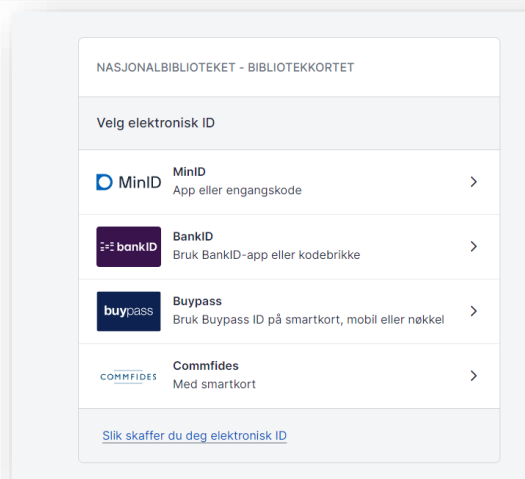 NASJONALBIBLIOTEKET - BIBLIOTEKKORTET
Velg elektronisk ID
MinID
MinID
App eller engangskode
bankID
BankID
Bruk BankID-app eller kodebrikke
buypass
Buypass
Bruk Buypass ID på smartkort, mobil eller nøkkel
COMMFIDES
Commfides
Med smartkort
Slik skaffer du deg elektronisk ID